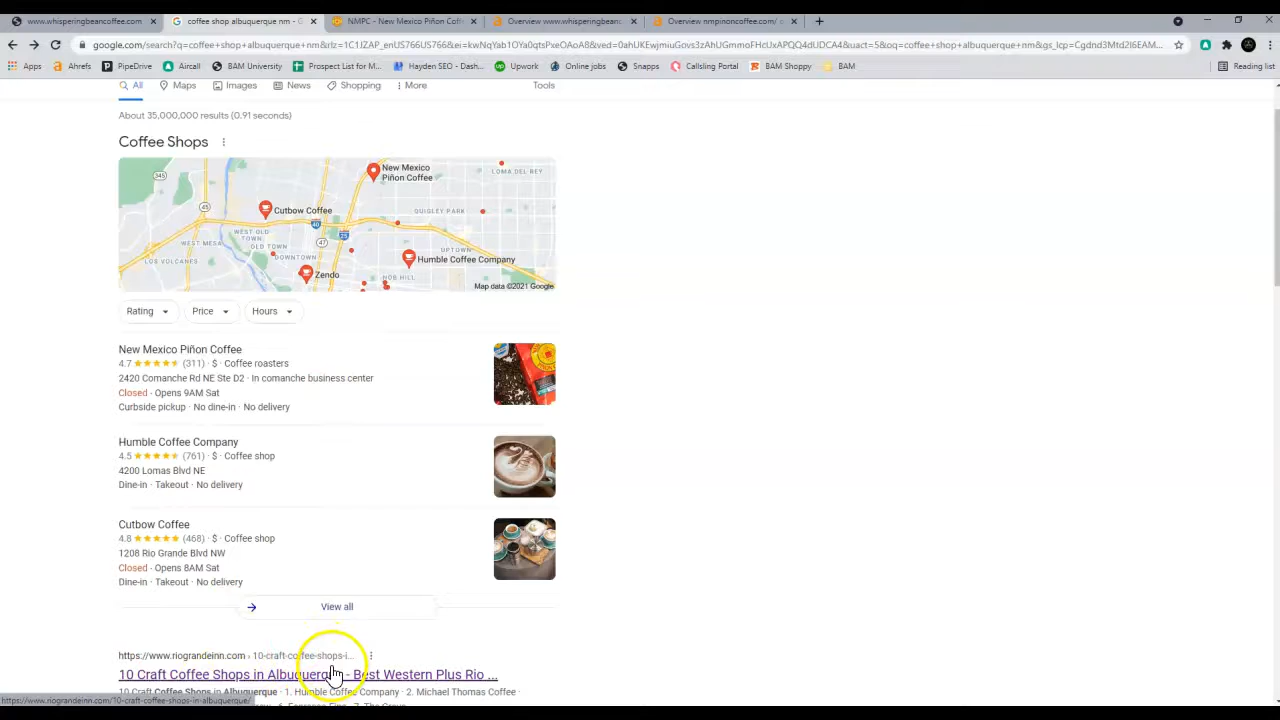 www.whisperingbeancoffee.com
coffee shop albuquerque nm - G
NMPC - New Mexico Piñon Coff
Overview www.whisperingbean
Overview nmpinoncoffee.com/
google.com/search?q=coffee+shop+albuquerque+nm&rlz=1C1JZAP_enUS766US766&ei=kwNqYab1OYa0qtsPxeOAoA8&ved=0ahUKEwjmiuGovs3zAhUGmmoFHcUxAPQQ4dUDCA4&uact=5&oq=coffee+shop+albuquerque+nm&gs_lcp=Cgdnd3Mtd2l6EAM...
Apps
Ahrefs
PipeDrive
Aircall
BAM University
Prospect List for M...
Hayden SEO - Dash...
Upwork
Online jobs
Snapps
Callsling Portal
BAM Shoppy
BAM
Reading list
All
Maps
Images
News
Shopping
More
Tools
About 35,000,000 results (0.91 seconds)
Coffee Shops
New Mexico
Piñon Coffee
LOMA DEL REY
345
45
Cutbow Coffee
QUIGLEY PARK
40
WEST OLD
TOWN
OLD TOWN
47
25
WEST MESA
LOS VOLCANES
UPTOWN
Humble Coffee Company
Zendo
NOB HILL
Map data ©2021 Google
Rating
Price
Hours
New Mexico Piñon Coffee
4.7 (311) · $ · Coffee roasters
2420 Comanche Rd NE Ste D2 · In comanche business center
Closed · Opens 9AM Sat
Curbside pickup · No dine-in · No delivery
Humble Coffee Company
4.5 (761) · $ · Coffee shop
4200 Lomas Blvd NE
Dine-in · Takeout · No delivery
Cutbow Coffee
4.8 (468) · $ · Coffee shop
1208 Rio Grande Blvd NW
Closed · Opens 8AM Sat
Dine-in · Takeout · No delivery
View all
https://www.riograndeinn.com › 10-craft-coffee-shops-i...
10 Craft Coffee Shops in Albuquerque - Best Western Plus Rio ...
10 Craft Coffee Shops in Albuquerque · 1. Humble Coffee Company · 2. Michael Thomas Coffee ·
https://www.riograndeinn.com/10-craft-coffee-shops-in-albuquerque/